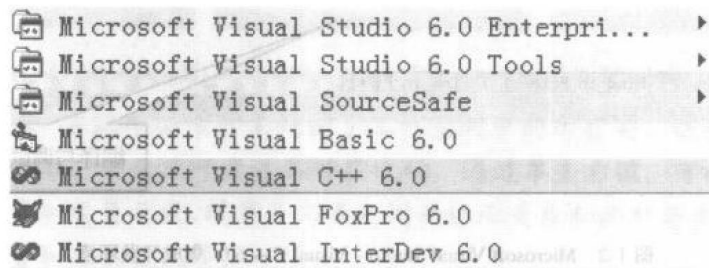 Microsoft Visual Studio 6.0 Enterpri...
Microsoft Visual Studio 6.0 Tools
Microsoft Visual SourceSafe
Microsoft Visual Basic 6.0
Microsoft Visual C++ 6.0
Microsoft Visual FoxPro 6.0
Microsoft Visual InterDev 6.0